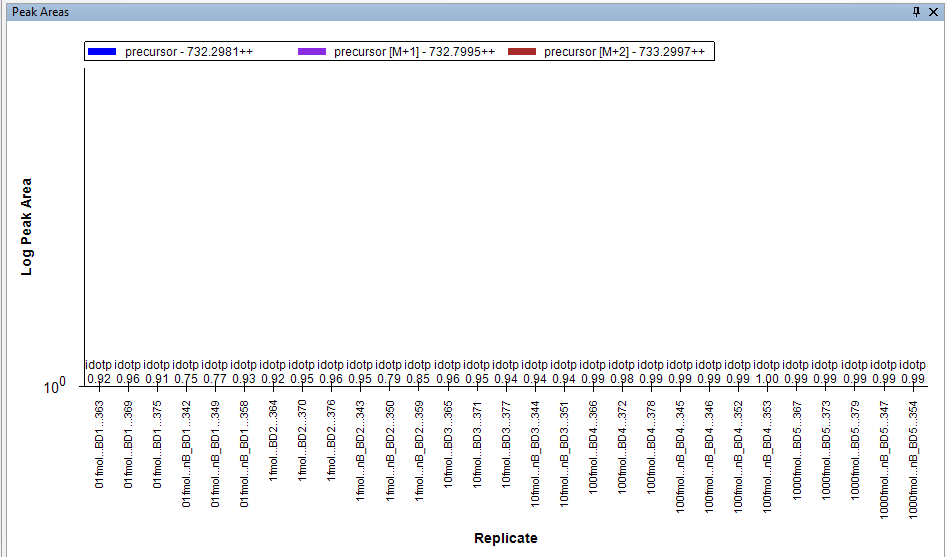 Peak Areas
precursor - 732.2981++ precursor [M+1] - 732.7995++ precursor [M+2] - 733.2997++
Log Peak Area
idotp idotp idotp idotp idotp idotp idotp idotp idotp idotp idotp idotp idotp idotp idotp idotp idotp idotp idotp idotp idotp idotp idotp idotp idotp idotp idotp idotp idotp
0.92 0.96 0.91 0.75 0.77 0.93 0.92 0.95 0.96 0.95 0.79 0.85 0.96 0.95 0.94 0.94 0.94 0.99 0.98 0.99 0.99 0.99 0.99 1.00 0.99 0.99 0.99 0.99 0.99
10⁰
01fmol...BD1...363
01fmol...BD1...369
01fmol...BD1...375
01fmol...nB_BD1...342
01fmol...nB_BD1...349
01fmol...nB_BD1...358
1fmol...BD2...364
1fmol...BD2...370
1fmol...BD2...376
1fmol...nB_BD2...343
1fmol...nB_BD2...350
1fmol...nB_BD2...359
10fmol...BD3...365
10fmol...BD3...371
10fmol...BD3...377
10fmol...nB_BD3...344
10fmol...nB_BD3...351
100fmol...BD4...366
100fmol...BD4...372
100fmol...BD4...378
100fmol...nB_BD4...345
100fmol...nB_BD4...346
100fmol...nB_BD4...352
100fmol...nB_BD4...353
1000fmol...BD5...367
1000fmol...BD5...373
1000fmol...BD5...379
1000fmol...nB_BD5...347
1000fmol...nB_BD5...354
Replicate